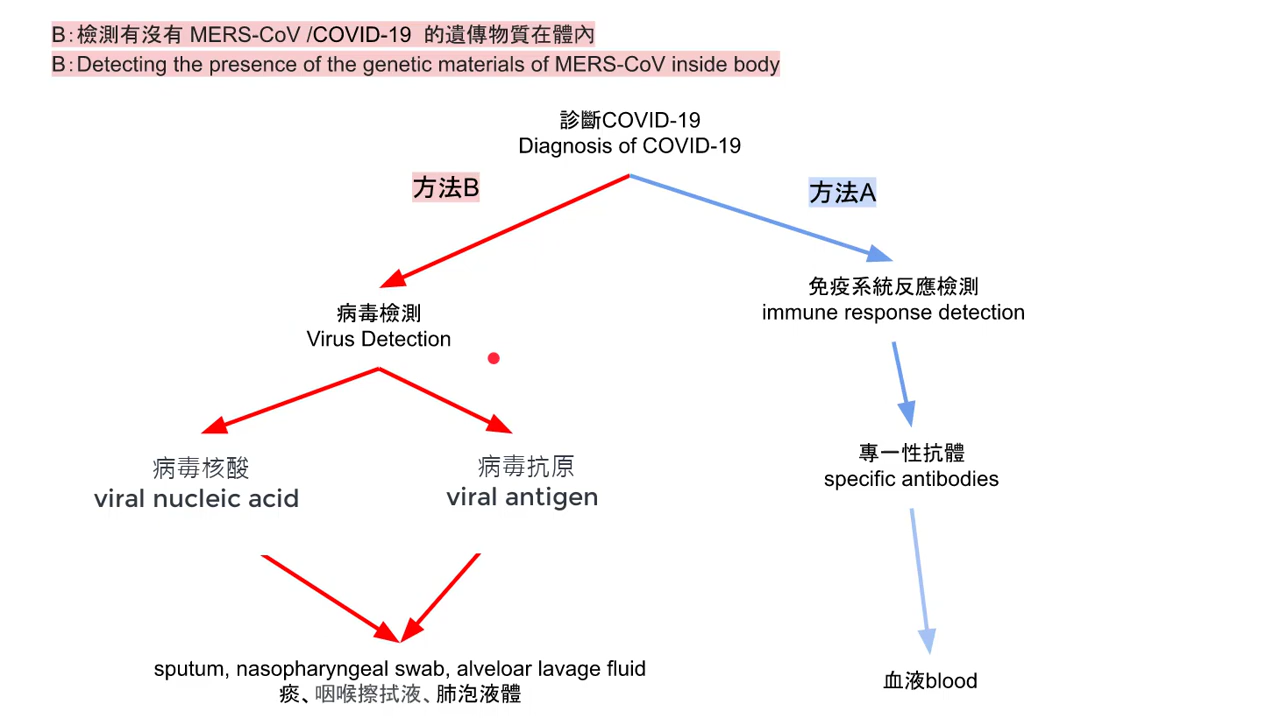 B：檢測有沒有 MERS-CoV /COVID-19 的遺傳物質在體內
B：Detecting the presence of the genetic materials of MERS-CoV inside body
診斷COVID-19
Diagnosis of COVID-19
方法B
方法A
免疫系統反應檢測
immune response detection
病毒檢測
Virus Detection
專一性抗體
specific antibodies
病毒核酸
viral nucleic acid
病毒抗原
viral antigen
sputum, nasopharyngeal swab, alveloar lavage fluid
痰、咽喉擦拭液、肺泡液體
血液blood